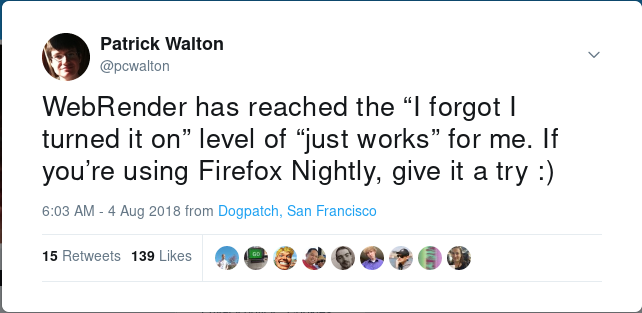 Patrick Walton
@pcwalton
WebRender has reached the “I forgot I
turned it on” level of “just works” for me. If
you’re using Firefox Nightly, give it a try :)
6:03 AM - 4 Aug 2018 from Dogpatch, San Francisco
15 Retweets 139 Likes
GO